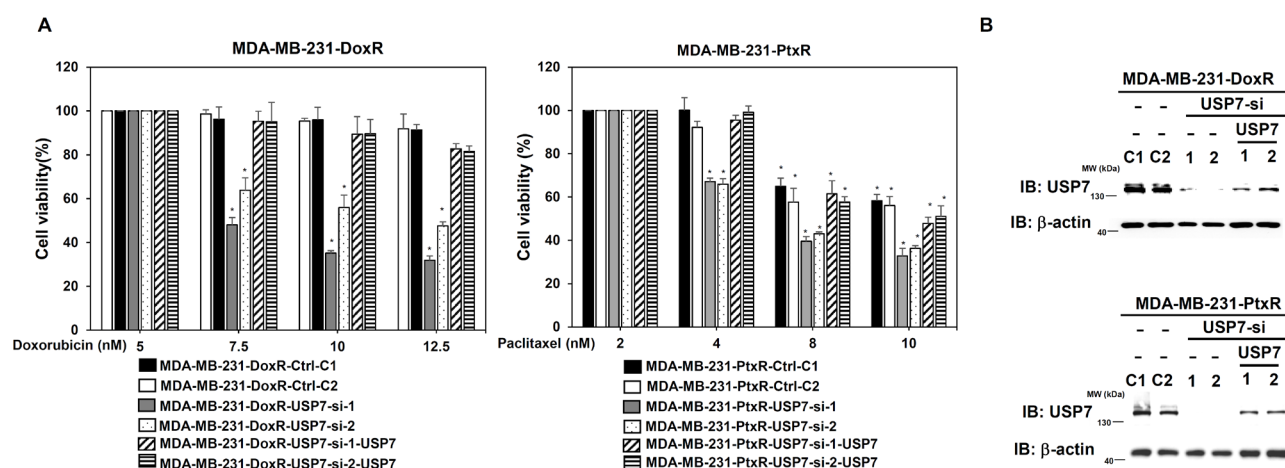 A
MDA-MB-231-DoxR
120
100
80
60
40
20
0
Cell viability(%)
* * * * * *
Doxorubicin (nM) 5 7.5 10 12.5
MDA-MB-231-DoxR-Ctrl-C1
MDA-MB-231-DoxR-Ctrl-C2
MDA-MB-231-DoxR-USP7-si-1
MDA-MB-231-DoxR-USP7-si-2
MDA-MB-231-DoxR-USP7-si-1-USP7
MDA-MB-231-DoxR-USP7-si-2-USP7
MDA-MB-231-PtxR
120
100
80
60
40
20
0
Cell viability (%)
* * * * * * * * * * * * * *
Paclitaxel (nM) 2 4 8 10
MDA-MB-231-PtxR-Ctrl-C1
MDA-MB-231-PtxR-Ctrl-C2
MDA-MB-231-PtxR-USP7-si-1
MDA-MB-231-PtxR-USP7-si-2
MDA-MB-231-PtxR-USP7-si-1-USP7
MDA-MB-231-PtxR-USP7-si-2-USP7
B
MDA-MB-231-DoxR
- - USP7-si
- - - - USP7
C1 C2 1 2 1 2
MW (kDa)
IB: USP7
130
IB: β-actin
40
MDA-MB-231-PtxR
- - USP7-si
- - - - USP7
C1 C2 1 2 1 2
MW (kDa)
IB: USP7
130
IB: β-actin
40